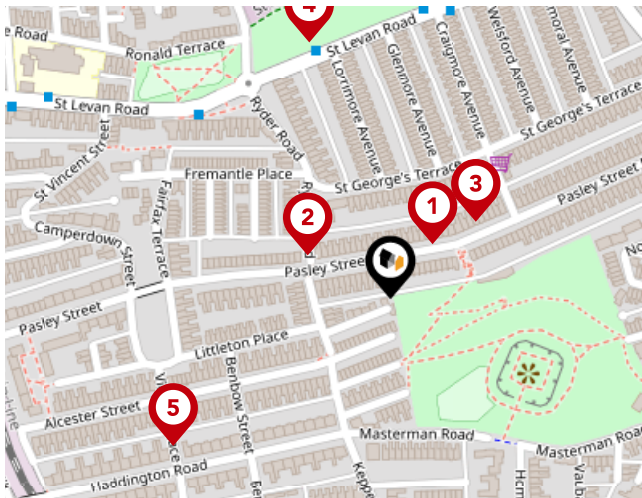 4
e Road
Ronald Terrace
St Levan Road
Craigmore Avenue
Welsford Avenue
Glenmore Avenue
Lorrimore Avenue
St Levan Road
Ryder Road
St George's Terrace
St Vincent Street
Fremantle Place
St George's Terrace
Fairfax Terrace
3
1
2
Pasley Street
Camperdown Street
Pasley Street
Pasley Street
Littleton Place
Benbow Street
Alcester Street
5
Masterman Road
Masterman Road
Haddington Road